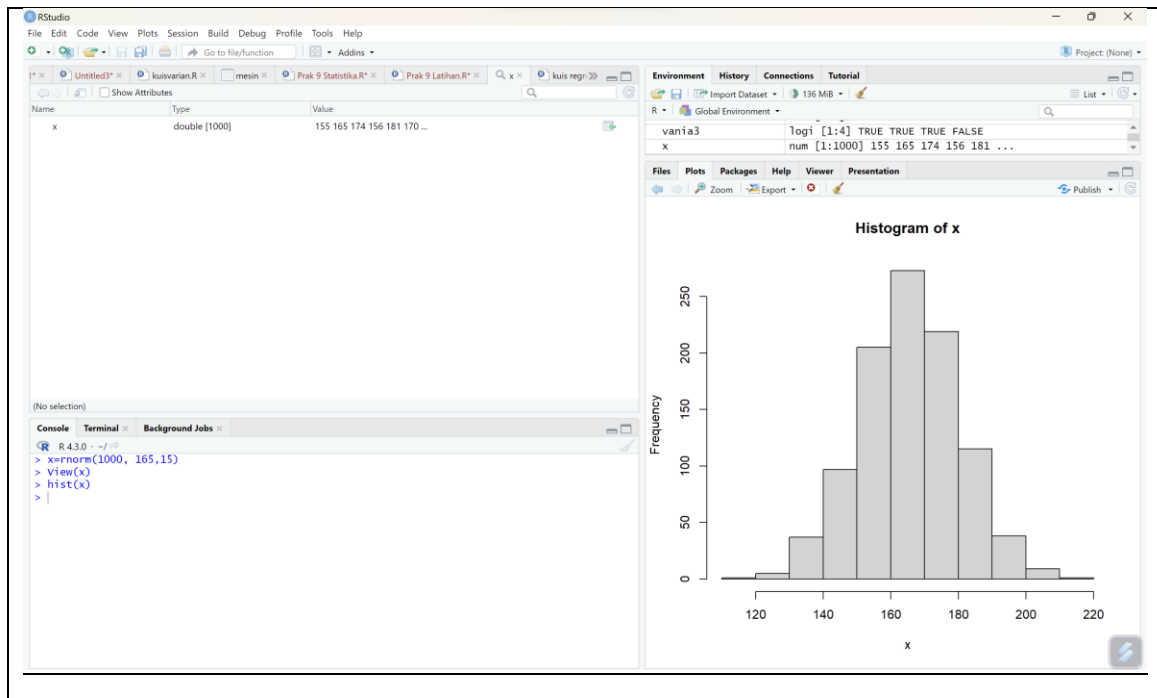 RStudio
File Edit Code View Plots Session Build Debug Profile Tools Help
Go to file/function Addins Project: (None)
Untitled3* kuisvarian.R mesin Prak 9 Statistika.R* Prak 9 Latihan.R* x kuis regr
Show Attributes
Name Type Value
x double [1000] 155 165 174 156 181 170 ...
(No selection)
Console Terminal Background Jobs
R 4.3.0 · ~/
> x=rnorm(1000, 165,15)
> View(x)
> hist(x)
>
Environment History Connections Tutorial
Import Dataset 136 MiB List
R Global Environment
vania3 logi [1:4] TRUE TRUE TRUE FALSE
x num [1:1000] 155 165 174 156 181 ...
Files Plots Packages Help Viewer Presentation
Zoom Export Publish
Histogram of x
Frequency
250
200
150
100
50
0
120 140 160 180 200 220
x